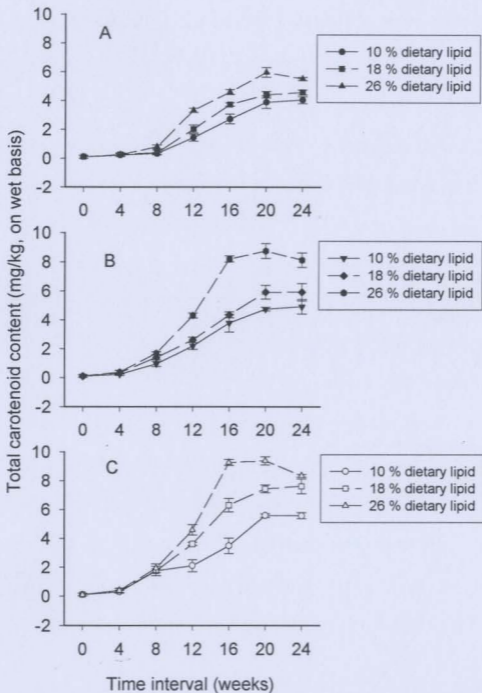 Total carotenoid content (mg/kg, on wet basis)
A
10
8
6
4
2
0
-2
0 4 8 12 16 20 24
10 % dietary lipid
18 % dietary lipid
26 % dietary lipid
B
10
8
6
4
2
0
-2
0 4 8 12 16 20 24
10 % dietary lipid
18 % dietary lipid
26 % dietary lipid
C
10
8
6
4
2
0
-2
0 4 8 12 16 20 24
10 % dietary lipid
18 % dietary lipid
26 % dietary lipid
Time interval (weeks)